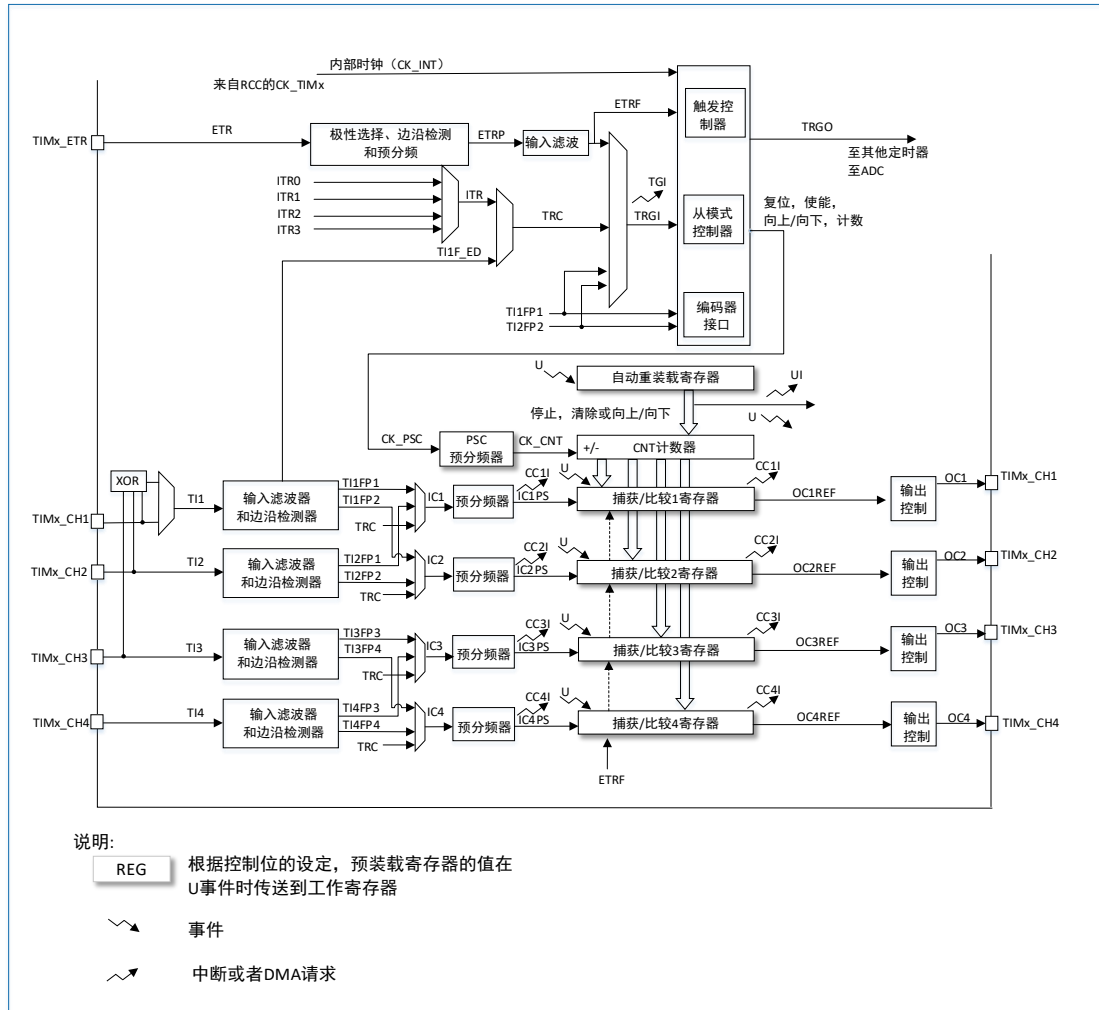 内部时钟（CK_INT）
来自RCC的CK_TIMx
TIMx_ETR
ETR
极性选择、边沿检测
和预分频
ETRP
输入滤波
ETRF
触发控
制器
TRGO
至其他定时器
至ADC
ITR0
ITR1
ITR2
ITR3
ITR
TRC
TI1F_ED
TGI
TRGI
从模式
控制器
复位，使能，
向上/向下，计数
TI1FP1
TI2FP2
编码器
接口
U
自动重装载寄存器
UI
U
停止，清除或向上/向下
CK_PSC
PSC
预分频器
CK_CNT
+/-
CNT计数器
XOR
TIMx_CH1
TI1
输入滤波器
和边沿检测器
TI1FP1
TI1FP2
TRC
IC1
预分频器
CC1I
IC1PS
U
捕获/比较1寄存器
CC1I
OC1REF
输出
控制
OC1
TIMx_CH1
TIMx_CH2
TI2
输入滤波器
和边沿检测器
TI2FP1
TI2FP2
TRC
IC2
预分频器
CC2I
IC2PS
U
捕获/比较2寄存器
CC2I
OC2REF
输出
控制
OC2
TIMx_CH2
TIMx_CH3
TI3
输入滤波器
和边沿检测器
TI3FP3
TI3FP4
TRC
IC3
预分频器
CC3I
IC3PS
U
捕获/比较3寄存器
CC3I
OC3REF
输出
控制
OC3
TIMx_CH3
TIMx_CH4
TI4
输入滤波器
和边沿检测器
TI4FP3
TI4FP4
TRC
IC4
预分频器
CC4I
IC4PS
U
捕获/比较4寄存器
CC4I
OC4REF
输出
控制
OC4
TIMx_CH4
ETRF
说明:
REG
根据控制位的设定，预装载寄存器的值在
U事件时传送到工作寄存器
事件
中断或者DMA请求